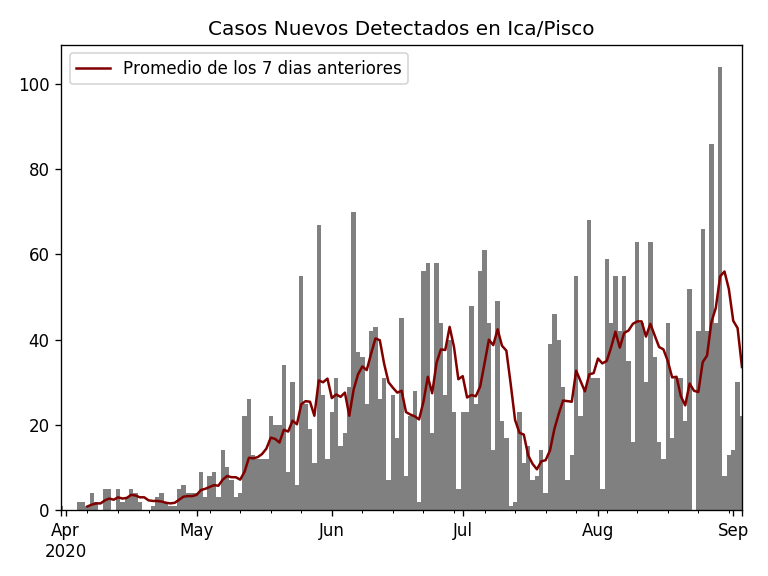 Casos Nuevos Detectados en Ica/Pisco
Promedio de los 7 dias anteriores
100
80
60
40
20
0
Apr May Jun Jul Aug Sep
2020